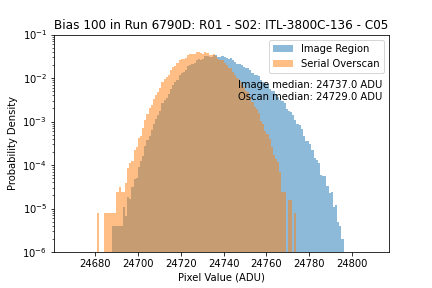 Bias 100 in Run 6790D: R01 - S02: ITL-3800C-136 - C05
Image Region
Serial Overscan
Image median: 24737.0 ADU
Oscan median: 24729.0 ADU
Probability Density
10⁻¹
10⁻²
10⁻³
10⁻⁴
10⁻⁵
10⁻⁶
24680 24700 24720 24740 24760 24780 24800
Pixel Value (ADU)